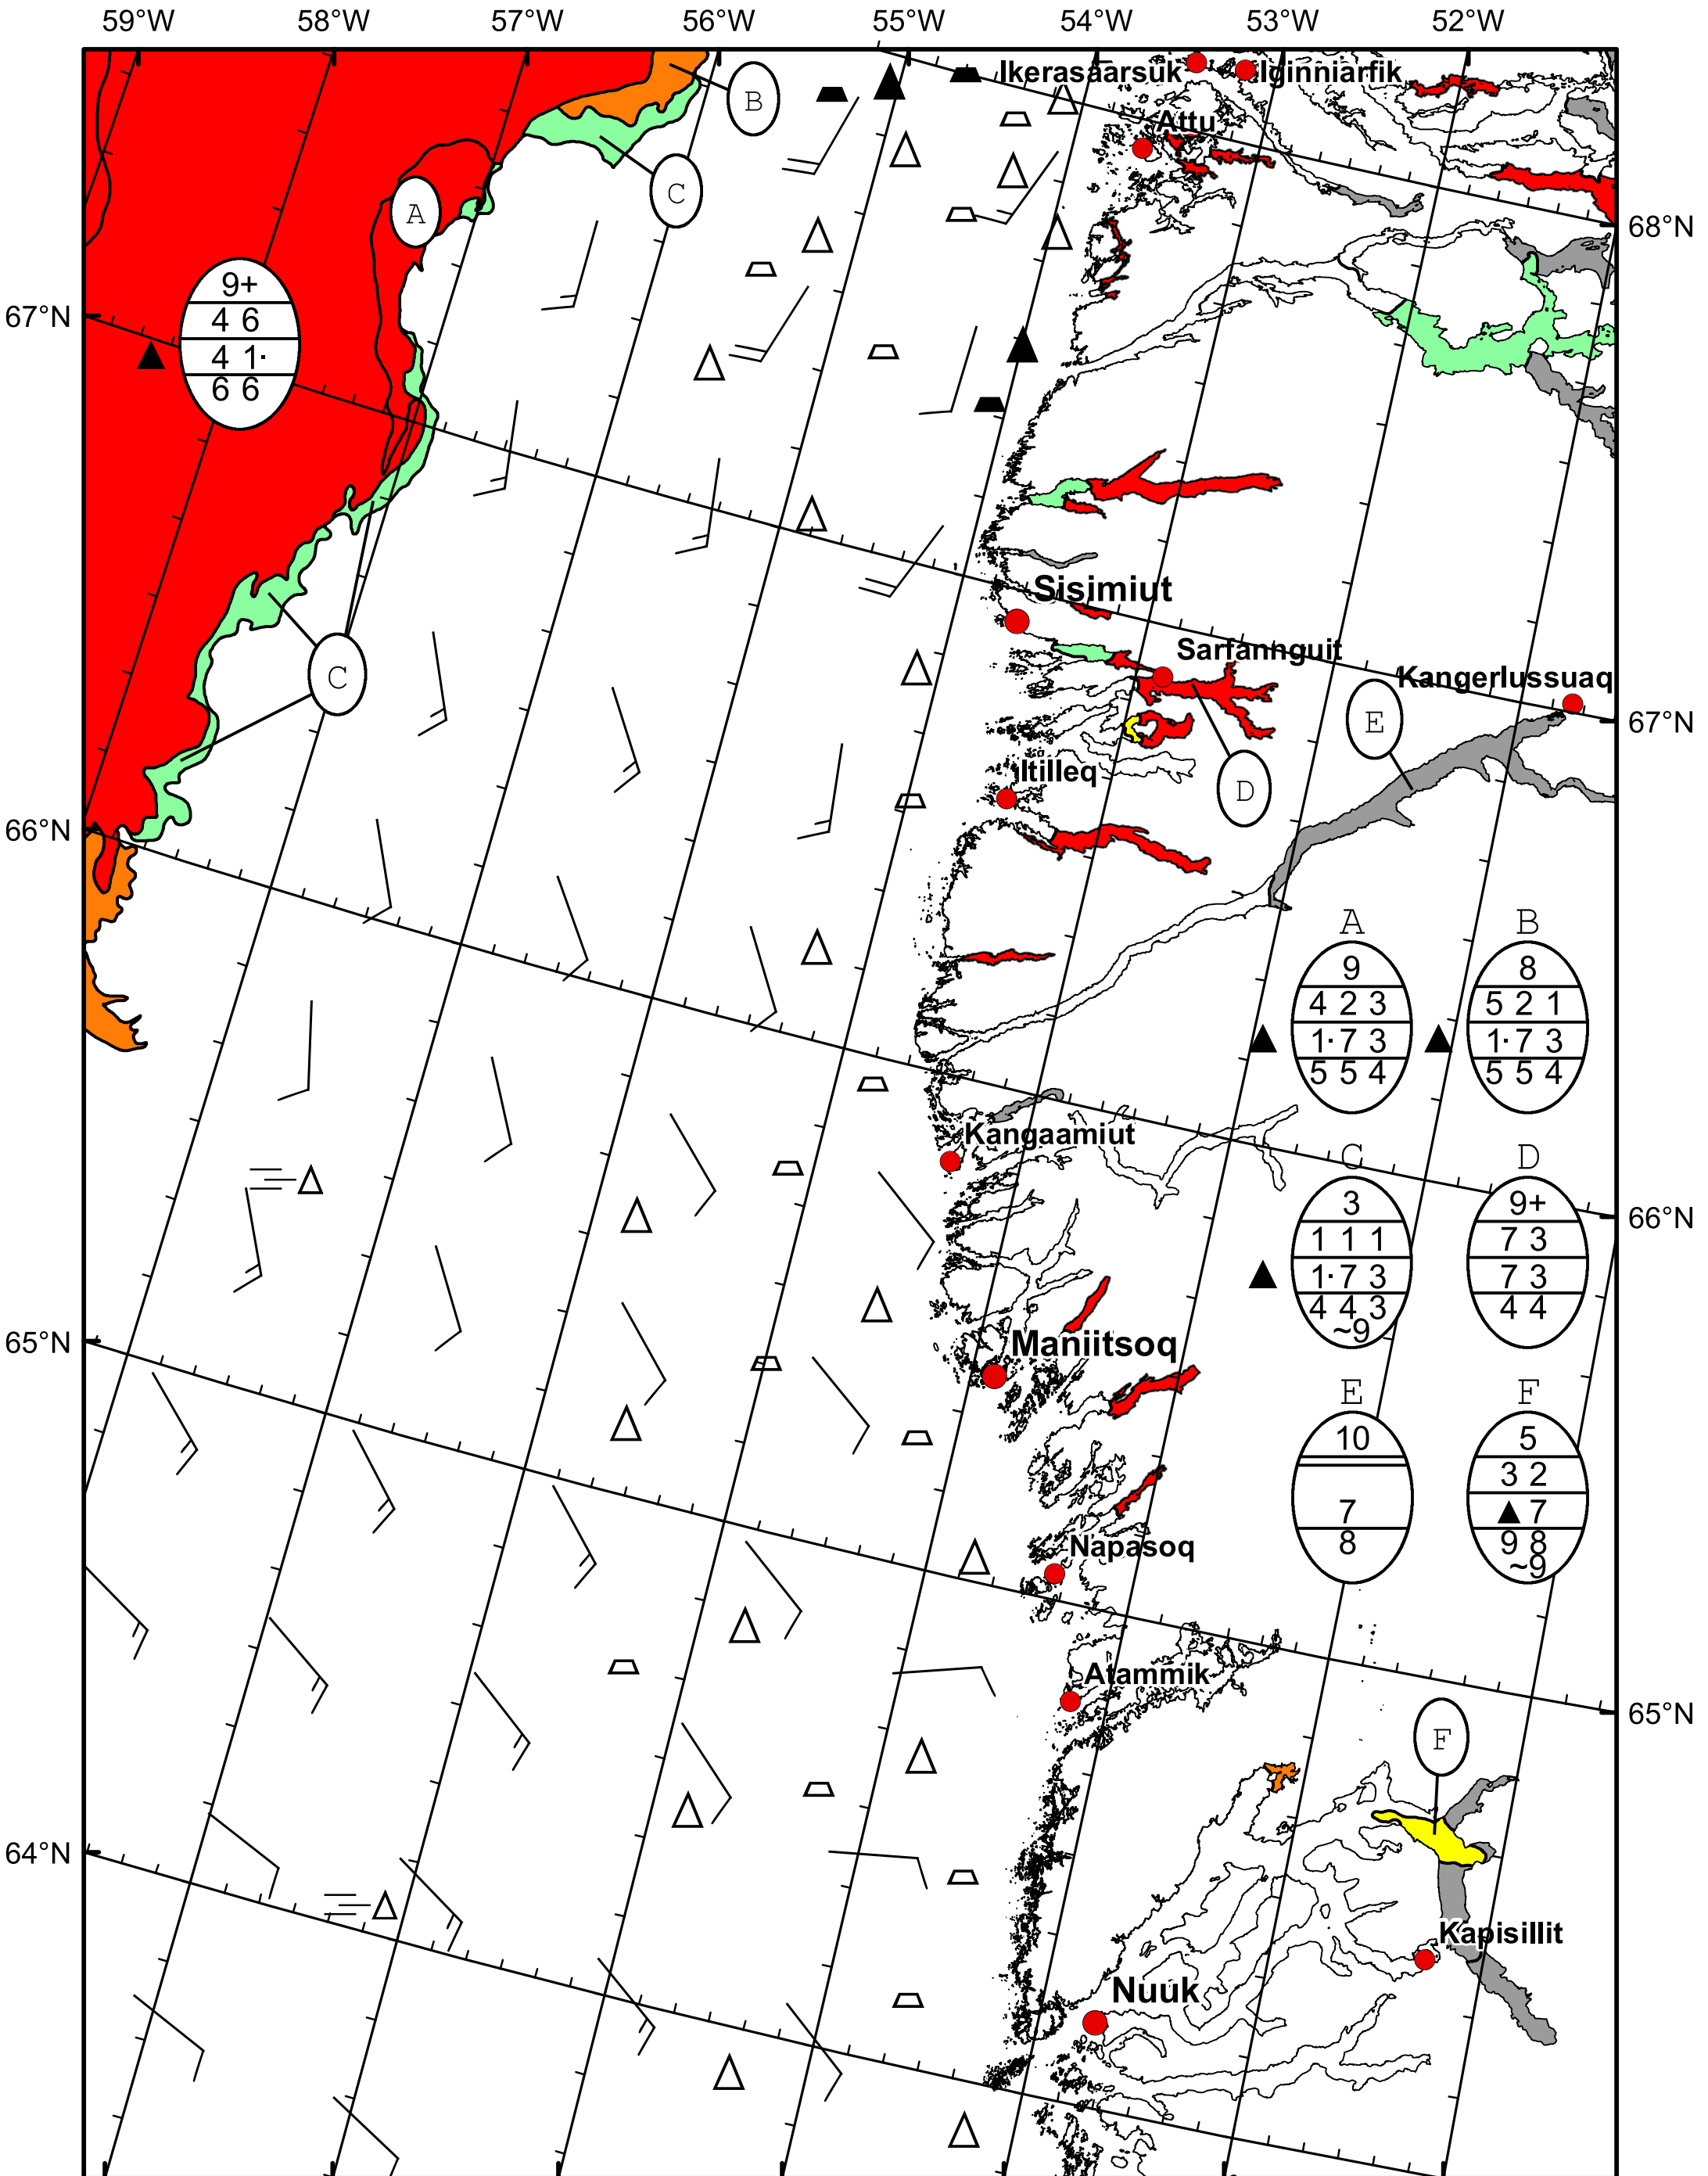 59°W 58°W 57°W 56°W 55°W 54°W 53°W 52°W
Ikerasaarsuk
Iginniarfik
B
Attu
C
A
68°N
9+
4 6
4 1·
6 6
67°N
Sisimiut
Sarfannguit
Kangerlussuaq
C
E
67°N
Itilleq
D
66°N
A
9
4 2 3
1· 7 3
5 5 4
B
8
5 2 1
1· 7 3
5 5 4
Kangaamiut
C
3
1 1 1
1· 7 3
4 4 3
~9
D
9+
7 3
7 3
4 4
66°N
65°N
Maniitsoq
E
10
7
8
F
5
3 2
▲ 7
9 8
~9
Napasoq
Atammik
65°N
F
64°N
Kapisillit
Nuuk